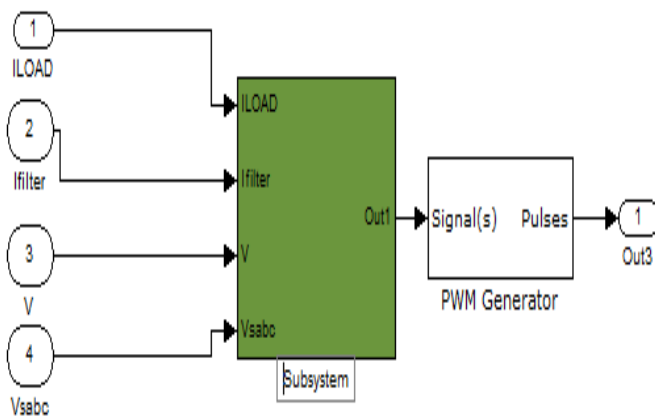 1
ILOAD
2
Ifilter
3
V
4
Vsabc
ILOAD
Ifilter
V
Vsabc
Out1
Subsystem
Signal(s) Pulses
PWM Generator
1
Out3